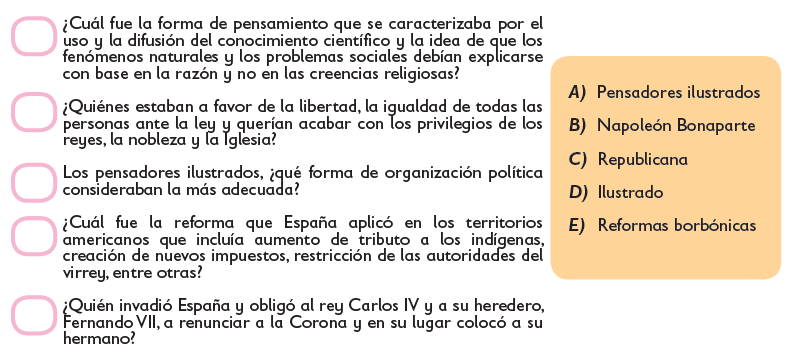 ¿Cuál fue la forma de pensamiento que se caracterizaba por el
uso y la difusión del conocimiento científico y la idea de que los
fenómenos naturales y los problemas sociales debían explicarse
con base en la razón y no en las creencias religiosas?
¿Quiénes estaban a favor de la libertad, la igualdad de todas las
personas ante la ley y querían acabar con los privilegios de los
reyes, la nobleza y la Iglesia?
Los pensadores ilustrados, ¿qué forma de organización política
consideraban la más adecuada?
¿Cuál fue la reforma que España aplicó en los territorios
americanos que incluía aumento de tributo a los indígenas,
creación de nuevos impuestos, restricción de las autoridades del
virrey, entre otras?
¿Quién invadió España y obligó al rey Carlos IV y a su heredero,
Fernando VII, a renunciar a la Corona y en su lugar colocó a su
hermano?
A) Pensadores ilustrados
B) Napoleón Bonaparte
C) Republicana
D) Ilustrado
E) Reformas borbónicas